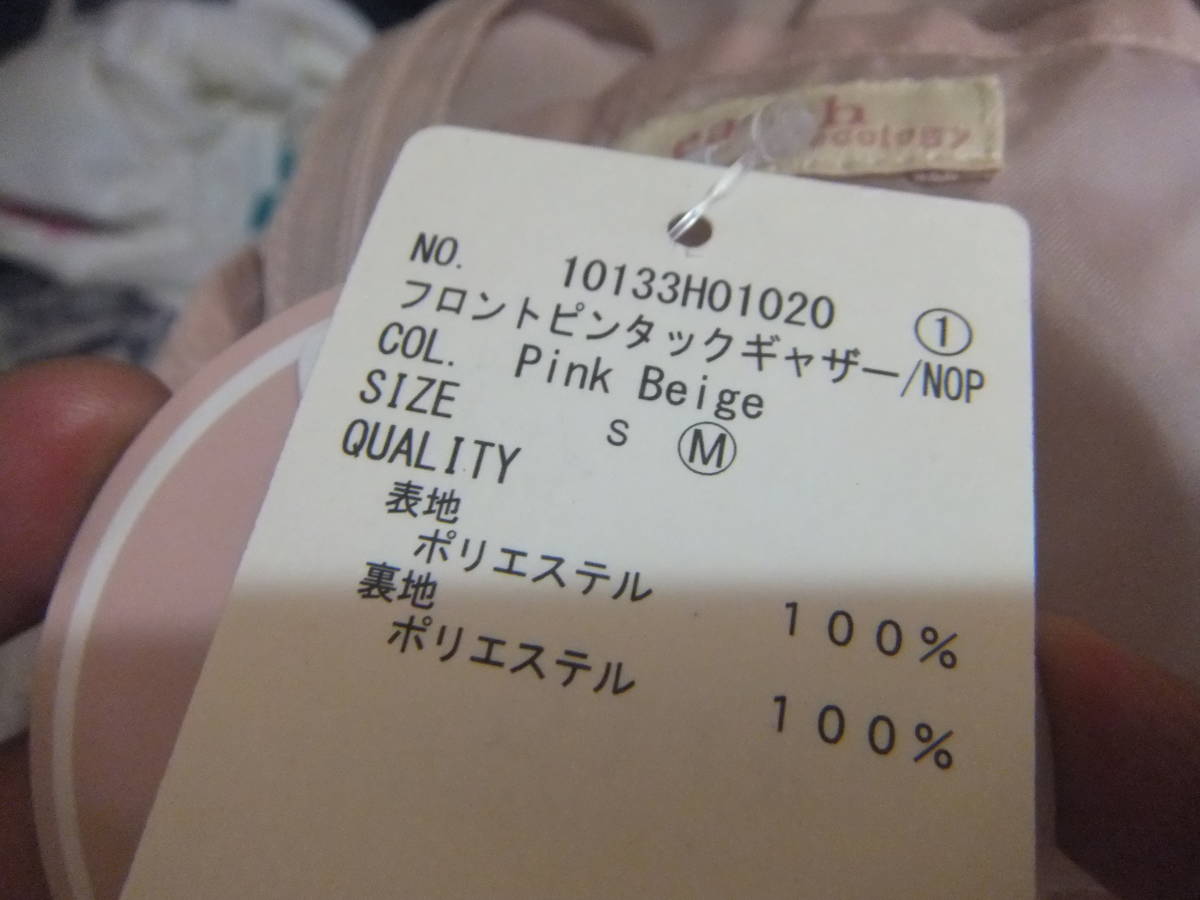 NO. 10133H01020 ①
フロントピンタックギャザー/NOP
COL. Pink Beige
SIZE S Ⓜ
QUALITY
表地
ポリエステル 100%
裏地
ポリエステル 100%